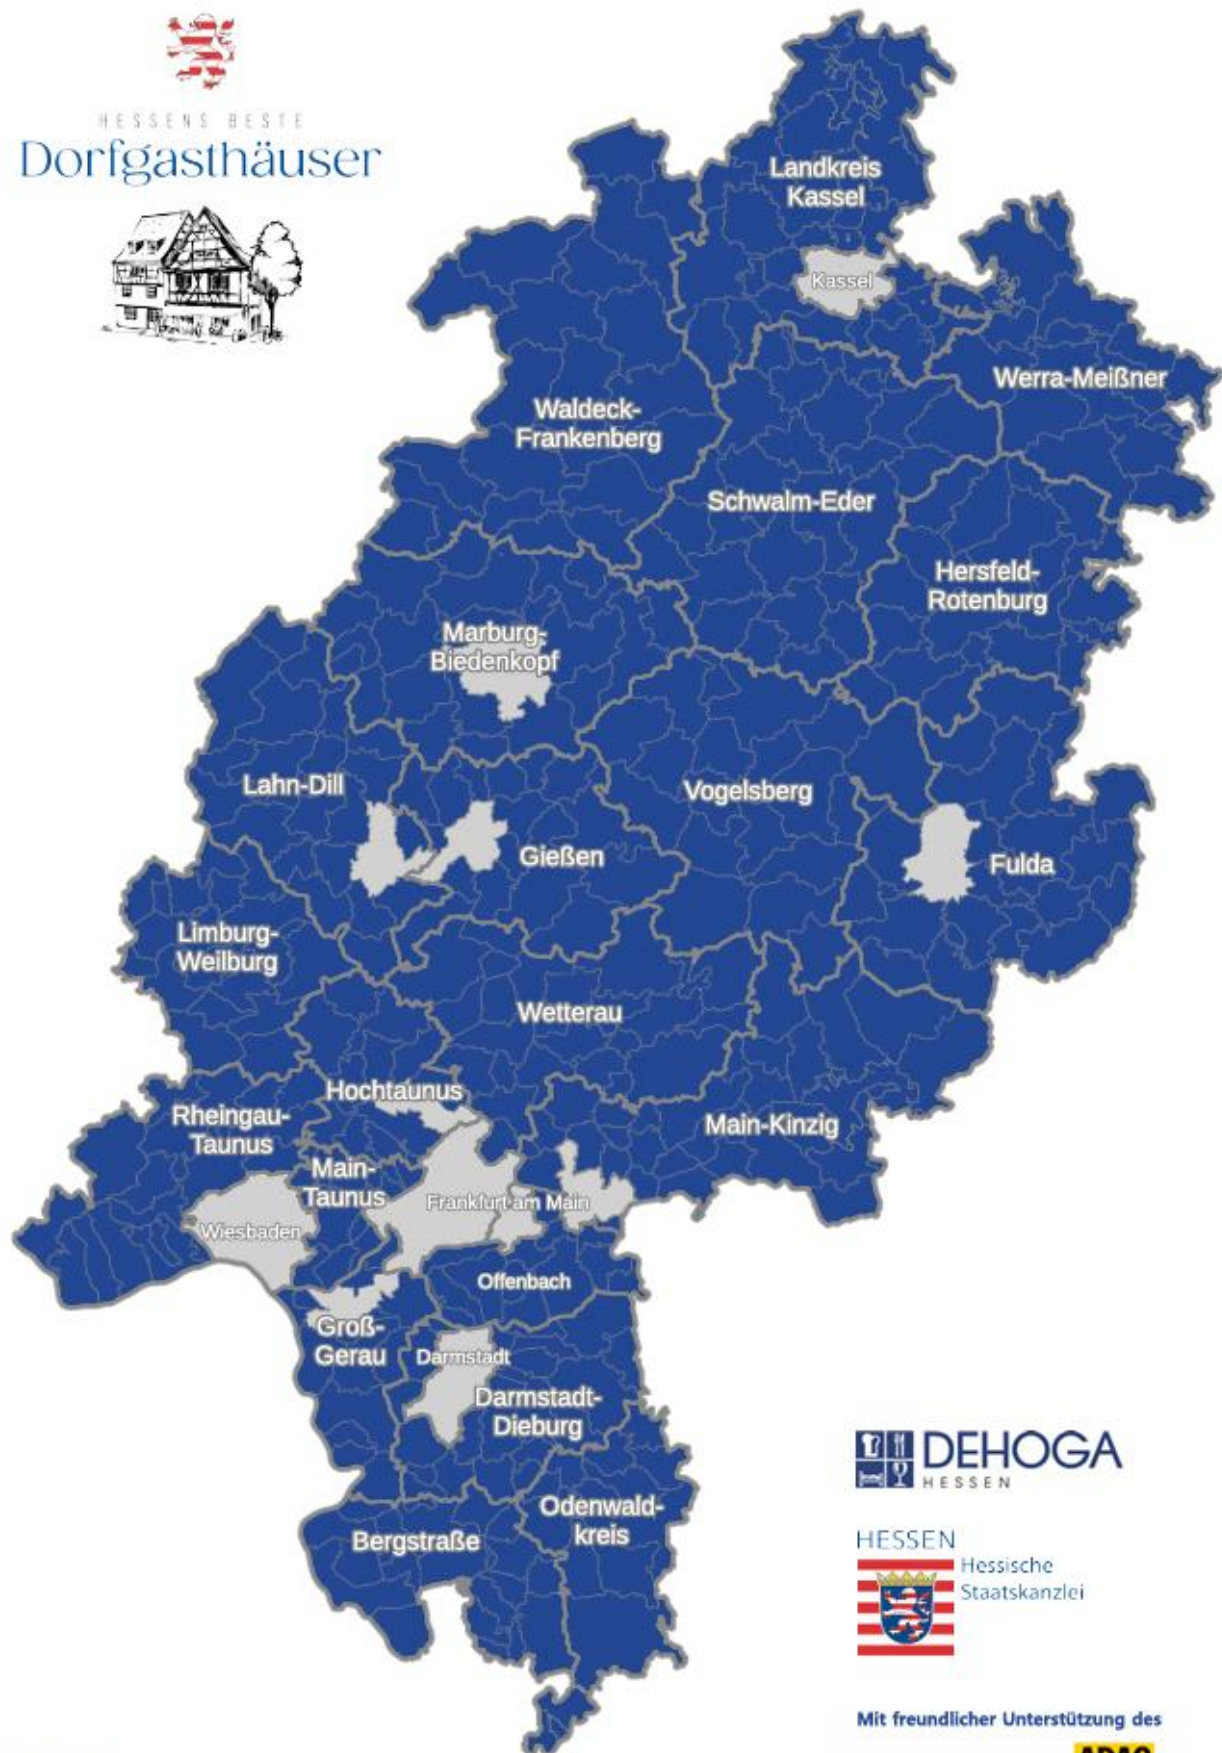 HESSENS BESTE
Dorfgasthäuser
Landkreis
Kassel
Kassel
Werra-Meißner
Waldeck-
Frankenberg
Schwalm-Eder
Hersfeld-
Rotenburg
Marburg-
Biedenkopf
Lahn-Dill
Vogelsberg
Gießen
Fulda
Limburg-
Weilburg
Wetterau
Hochtaunus
Rheingau-
Taunus
Main-Kinzig
Main-
Taunus
Frankfurt am Main
Wiesbaden
Offenbach
Groß-
Gerau
Darmstadt
Darmstadt-
Dieburg
Odenwald-
kreis
Bergstraße
DEHOGA
HESSEN
HESSEN
Hessische
Staatskanzlei
Mit freundlicher Unterstützung des
ADAC